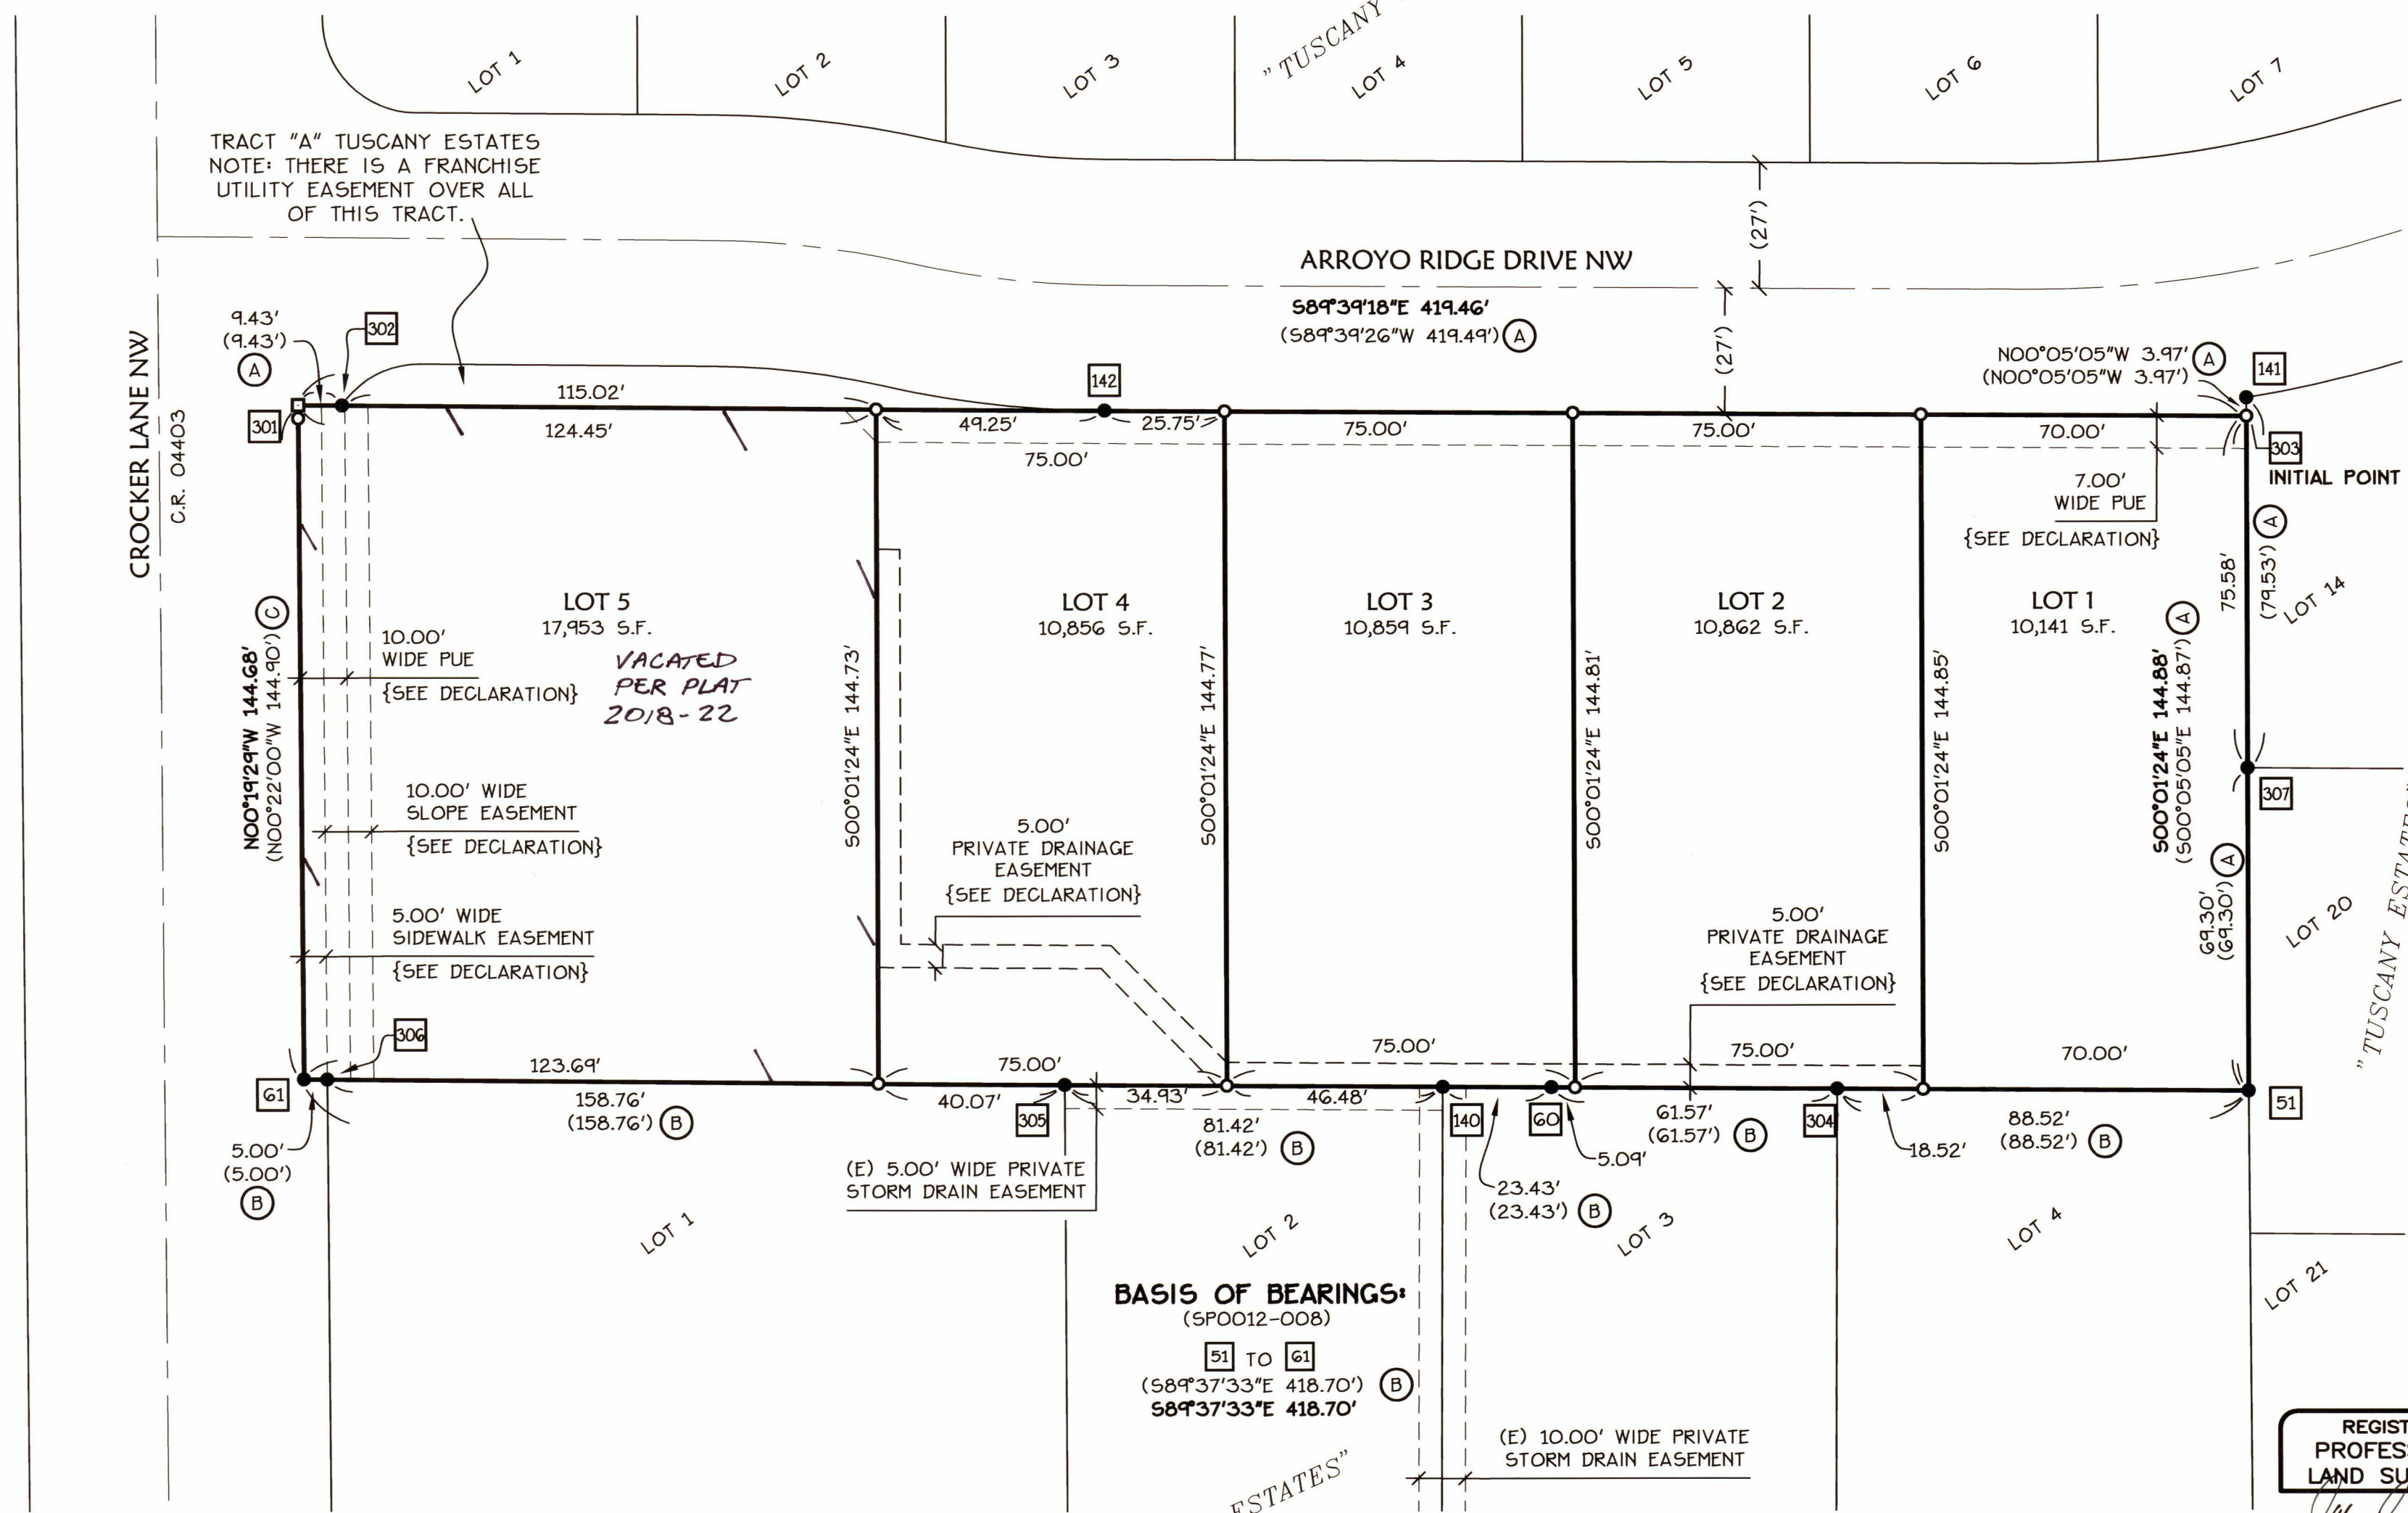 LOT 1
LOT 2
LOT 3
"TUSCANY
LOT 4
LOT 5
LOT 6
LOT 7
TRACT "A" TUSCANY ESTATES
NOTE: THERE IS A FRANCHISE
UTILITY EASEMENT OVER ALL
OF THIS TRACT.
(27')
ARROYO RIDGE DRIVE NW
S89°39'18"E 419.46'
(S89°39'26"W 419.49') A
(27')
CROCKER LANE NW
C.R. 04403
9.43'
(9.43')
A
302
301
115.02'
124.45'
142
49.25'
25.75'
75.00'
75.00'
75.00'
70.00'
N00°05'05"W 3.97' A
(N00°05'05"W 3.97')
141
303
INITIAL POINT
7.00'
WIDE PUE
{SEE DECLARATION}
75.58'
(79.53') A
LOT 14
LOT 5
17,953 S.F.
VACATED
PER PLAT
2018-22
LOT 4
10,856 S.F.
LOT 3
10,859 S.F.
LOT 2
10,862 S.F.
LOT 1
10,141 S.F.
N00°19'29"W 144.68'
(N00°22'00"W 144.90') C
10.00'
WIDE PUE
{SEE DECLARATION}
10.00' WIDE
SLOPE EASEMENT
{SEE DECLARATION}
5.00' WIDE
SIDEWALK EASEMENT
{SEE DECLARATION}
S00°01'24"E 144.73'
S00°01'24"E 144.77'
S00°01'24"E 144.81'
S00°01'24"E 144.85'
S00°01'24"E 144.88'
(S00°05'05"E 144.87') A
307
5.00'
PRIVATE DRAINAGE
EASEMENT
{SEE DECLARATION}
5.00'
PRIVATE DRAINAGE
EASEMENT
{SEE DECLARATION}
69.30'
(69.30') A
LOT 20
"TUSCANY ESTATES"
306
61
123.69'
158.76'
(158.76') B
5.00'
(5.00')
B
75.00'
40.07'
305
34.93'
81.42'
(81.42') B
75.00'
46.48'
140
60
75.00'
61.57'
(61.57') B
304
5.09'
23.43'
(23.43') B
18.52'
70.00'
88.52'
(88.52') B
51
(E) 5.00' WIDE PRIVATE
STORM DRAIN EASEMENT
LOT 1
LOT 2
LOT 3
LOT 4
LOT 21
BASIS OF BEARINGS:
(SP0012-008)
51 TO 61
(S89°37'33"E 418.70') B
S89°37'33"E 418.70'
(E) 10.00' WIDE PRIVATE
STORM DRAIN EASEMENT
ESTATES"
REGIST
PROFES
LAND SU